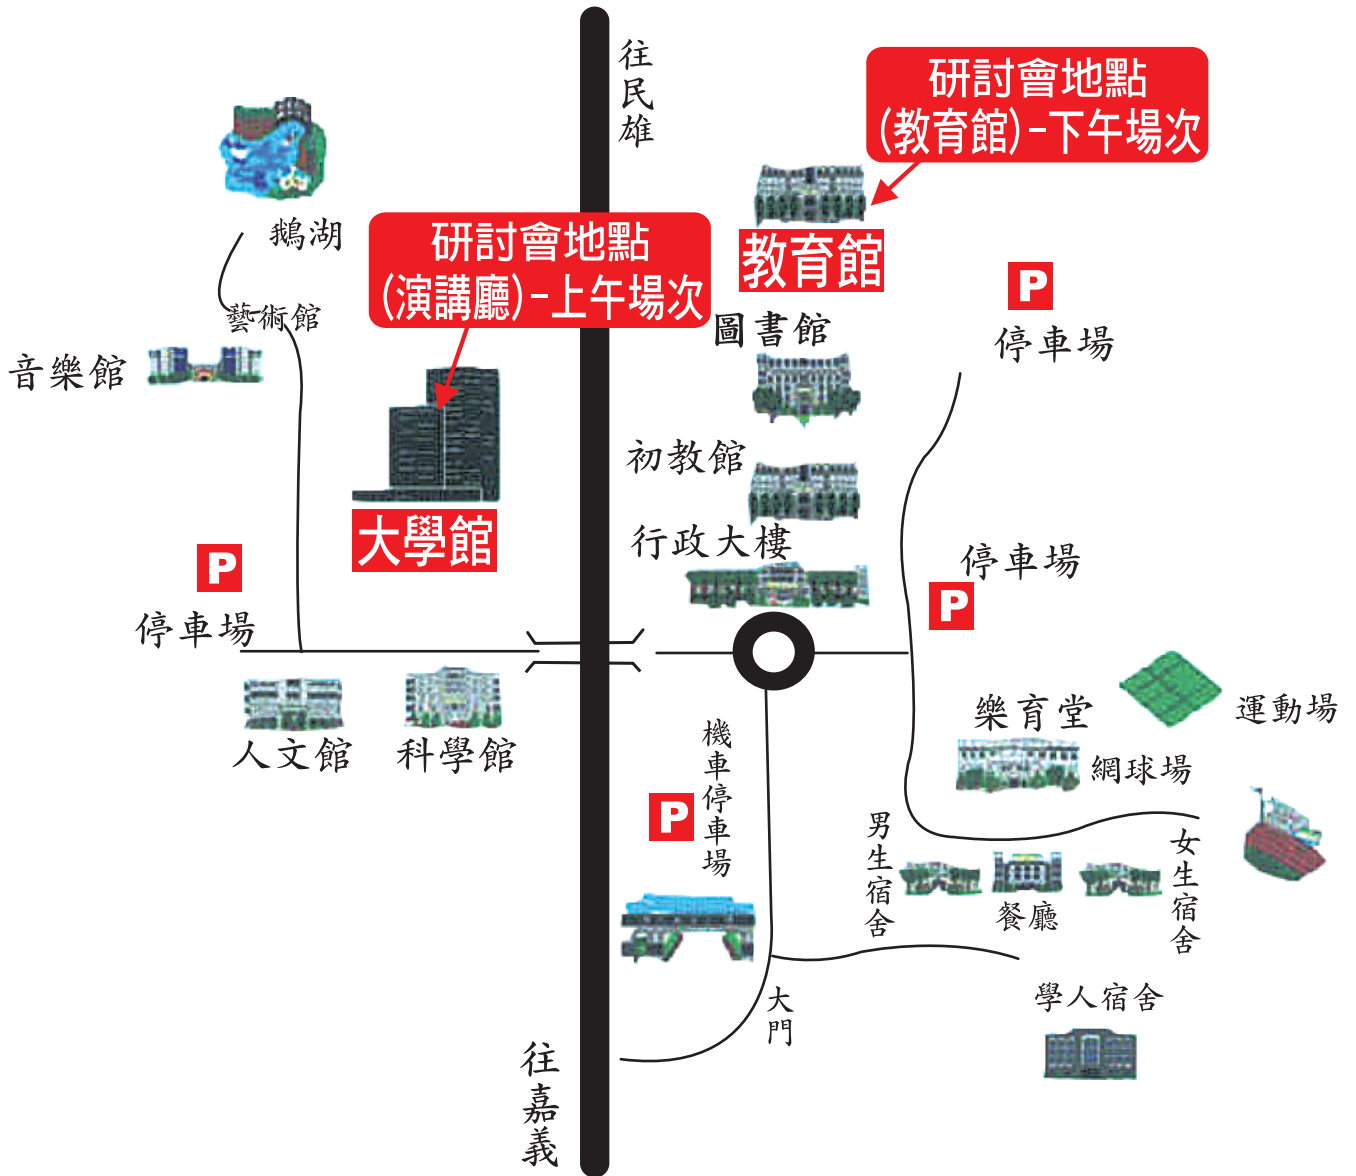 往民雄
研討會地點
(教育館)-下午場次
鵝湖
研討會地點
(演講廳)-上午場次
教育館
P
停車場
藝術館
圖書館
音樂館
初教館
大學館
行政大樓
P
停車場
停車場
P
人文館
科學館
機車停車場
P
樂育堂
運動場
網球場
男生宿舍
餐廳
女生宿舍
大門
學人宿舍
往嘉義